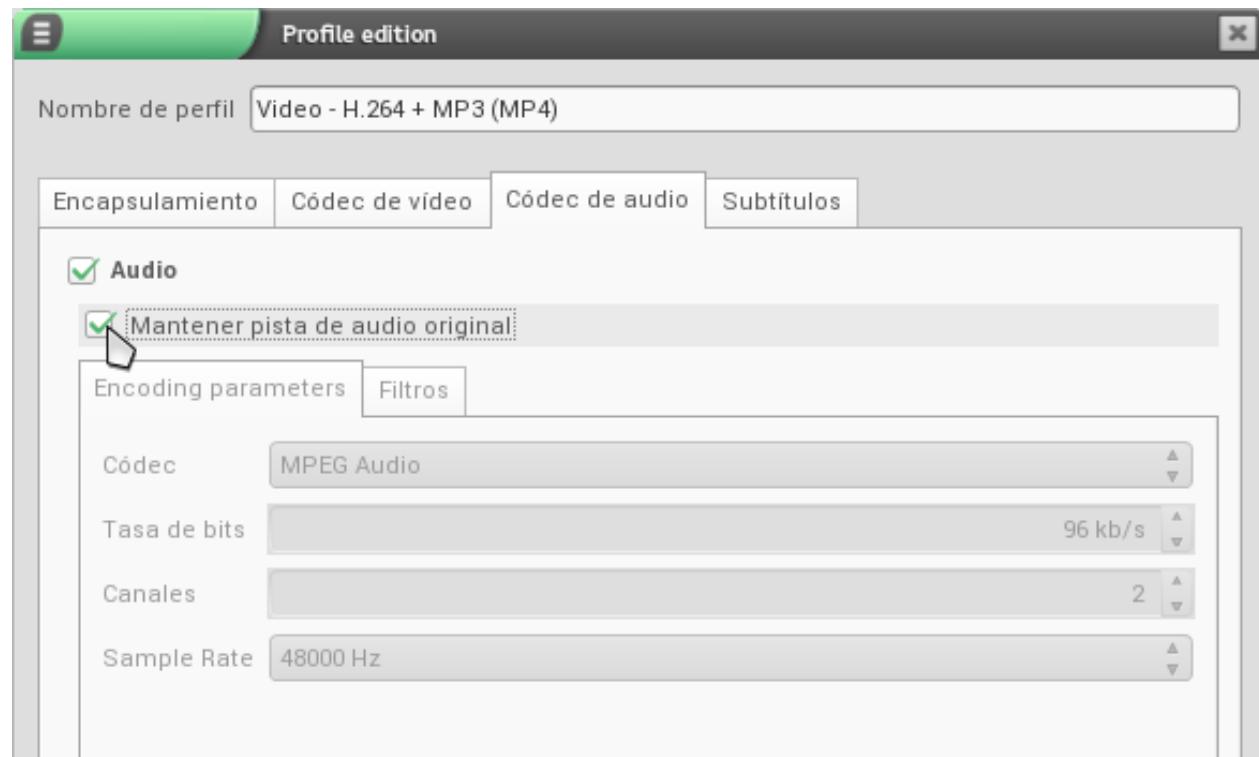 Profile edition
Nombre de perfil Video - H.264 + MP3 (MP4)
Encapsulamiento Códec de vídeo Códec de audio Subtítulos
Audio
Mantener pista de audio original
Encoding parameters Filtros
Códec MPEG Audio
Tasa de bits 96 kb/s
Canales 2
Sample Rate 48000 Hz